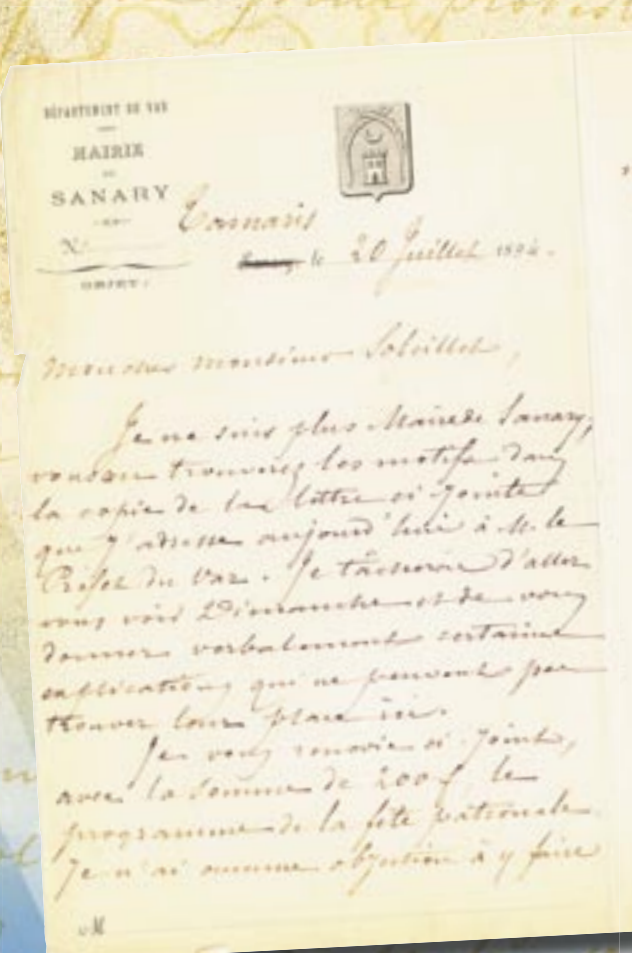 DÉPARTEMENT DU VAR
MAIRIE
DE
SANARY
N.
OBJET :
Tamaris
le 20 Juillet 1894.
Mon cher monsieur Soleillet,
Je ne suis plus Maire de Sanary,
vous en trouverez les motifs dans
la copie de la lettre ci jointe
que j'adresse aujourd'hui à M. le
Préfet du Var. Je tâcherai d'aller
vous voir Dimanche et de vous
donner verbalement certaines
explications qui ne peuvent pas
trouver leur place ici.
Je vous renvoie ci-joint,
avec la somme de 200 f, le
programme de la fête patronale
Je n'ai aucune objection à y faire